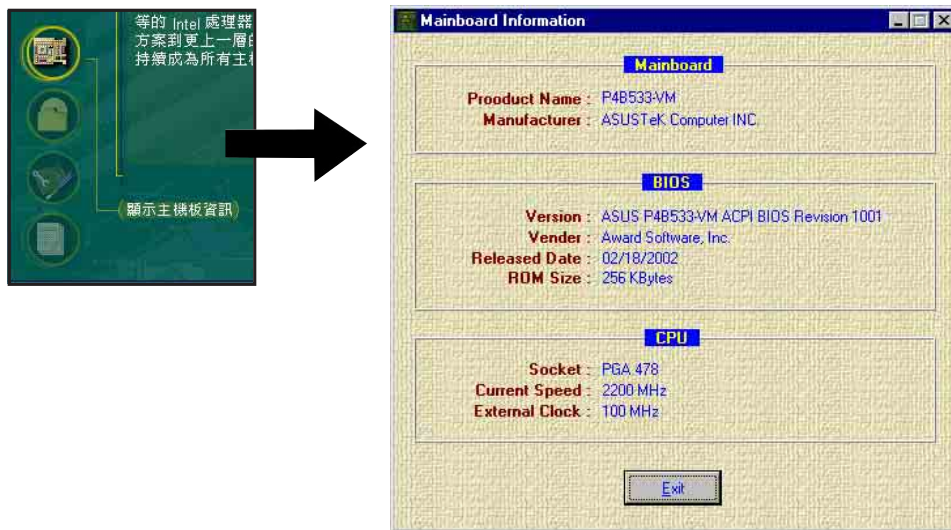 等的 Intel 處理器
方案到更上一層
持續成為所有主
顯示主機板資訊
Mainboard Information
Mainboard
Prooduct Name : P4B533-VM
Manufacturer : ASUSTeK Computer INC.
BIOS
Version : ASUS P4B533-VM ACPI BIOS Revision 1001
Vender : Award Software, Inc.
Released Date : 02/18/2002
ROM Size : 256 KBytes
CPU
Socket : PGA 478
Current Speed : 2200 MHz
External Clock : 100 MHz
Exit